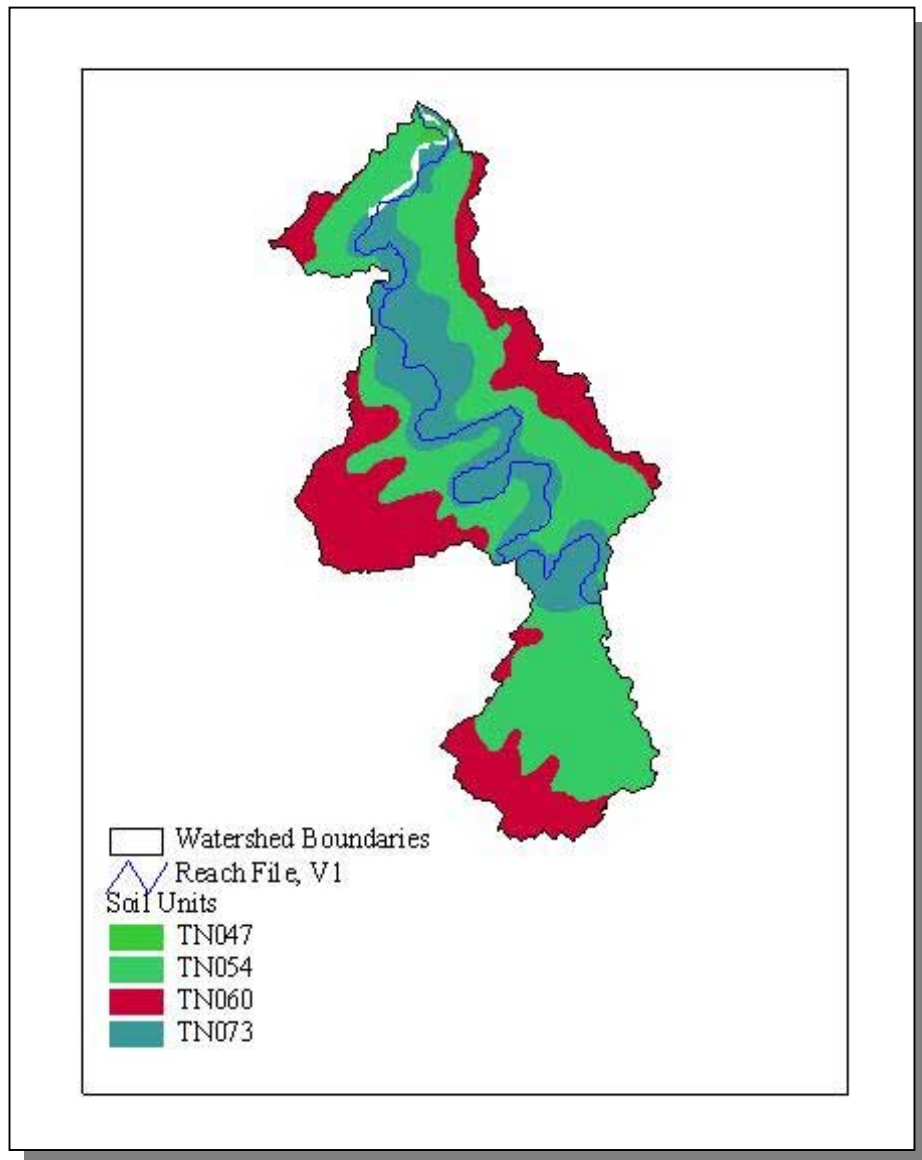 Watershed Boundaries
Reach File, V1
Soil Units
TN047
TN054
TN060
TN073